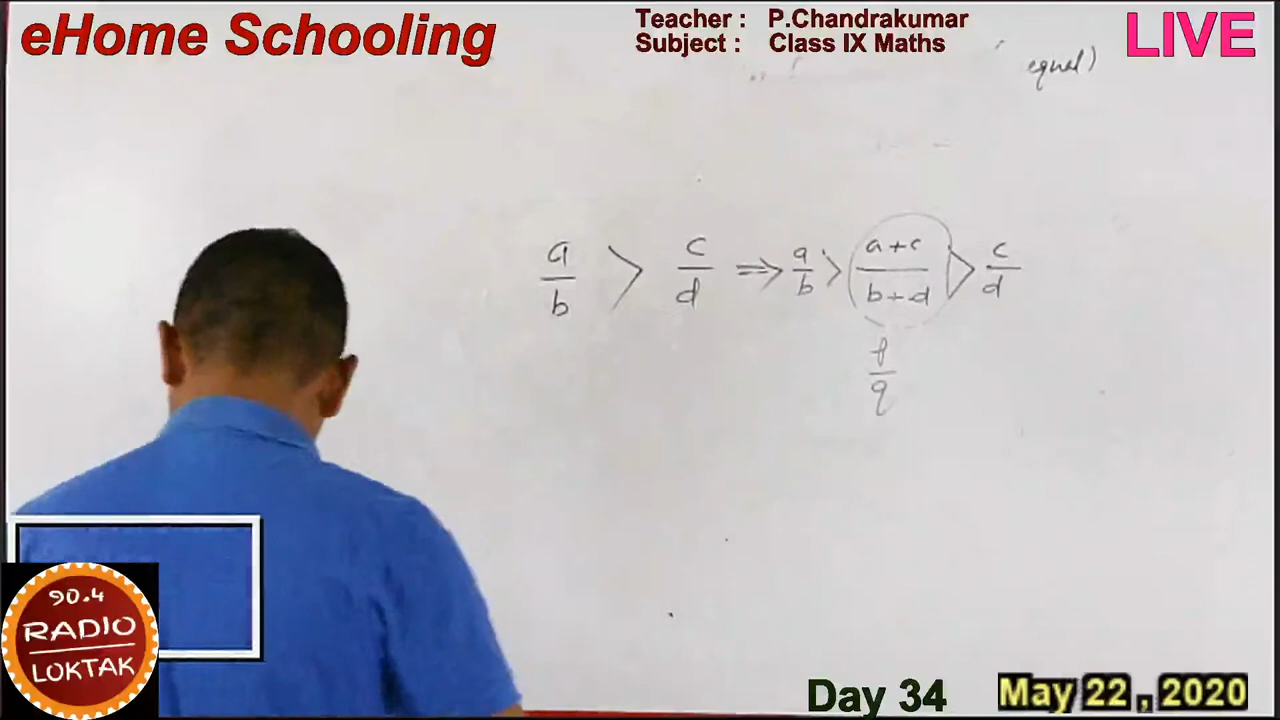 eHome Schooling
Teacher : P.Chandrakumar
Subject : Class IX Maths
LIVE
equal)
a/b > c/d ⇒ a/b > (a+c)/(b+d) > c/d
p/q
90.4
RADIO
LOKTAK
Day 34
May 22 , 2020